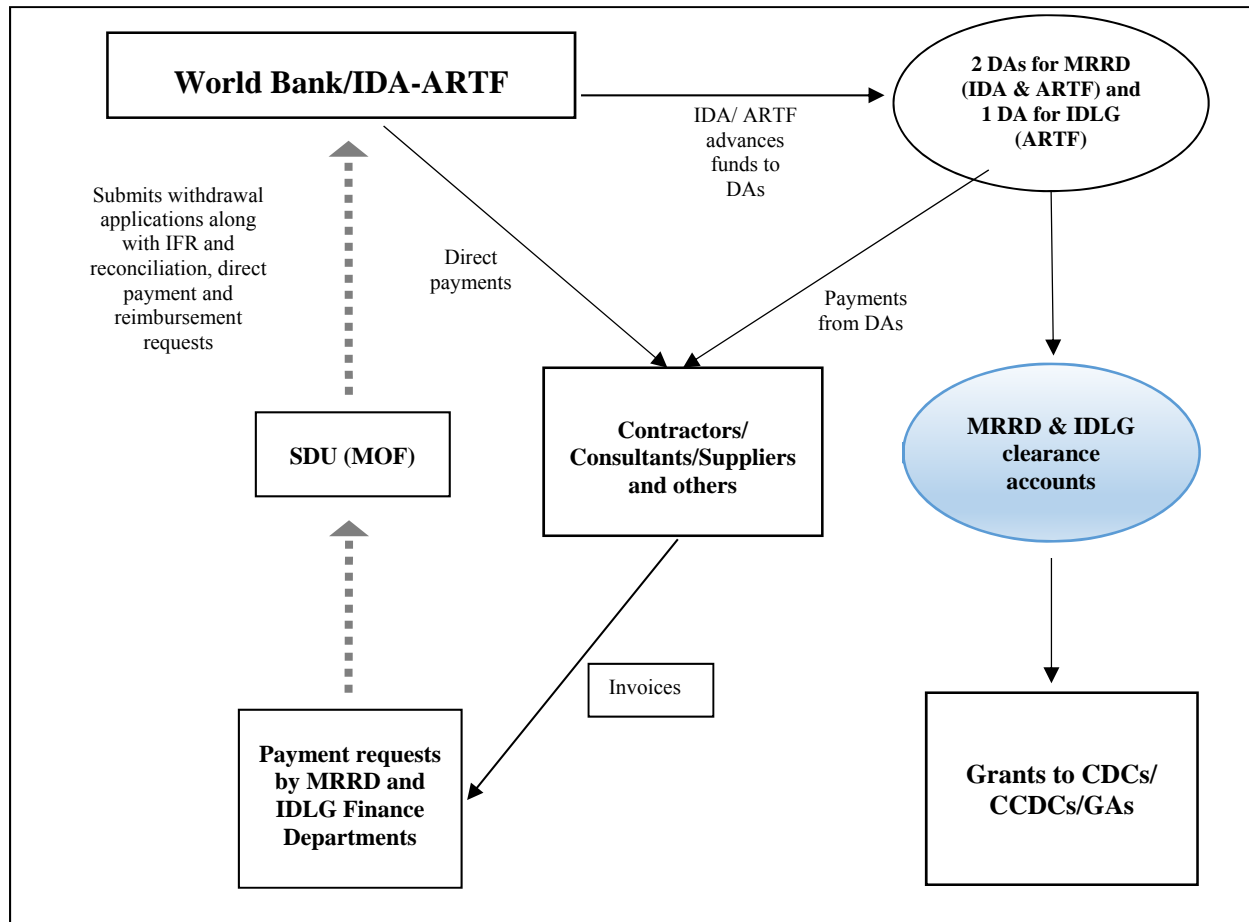 World Bank/IDA-ARTF
2 DAs for MRRD
(IDA & ARTF) and
1 DA for IDLG
(ARTF)
IDA/ ARTF
advances
funds to
DAs
Submits withdrawal
applications along
with IFR and
reconciliation, direct
payment and
reimbursement
requests
Direct
payments
Payments
from DAs
SDU (MOF)
Contractors/
Consultants/Suppliers
and others
MRRD & IDLG
clearance
accounts
Invoices
Payment requests
by MRRD and
IDLG Finance
Departments
Grants to CDCs/
CCDCs/GAs